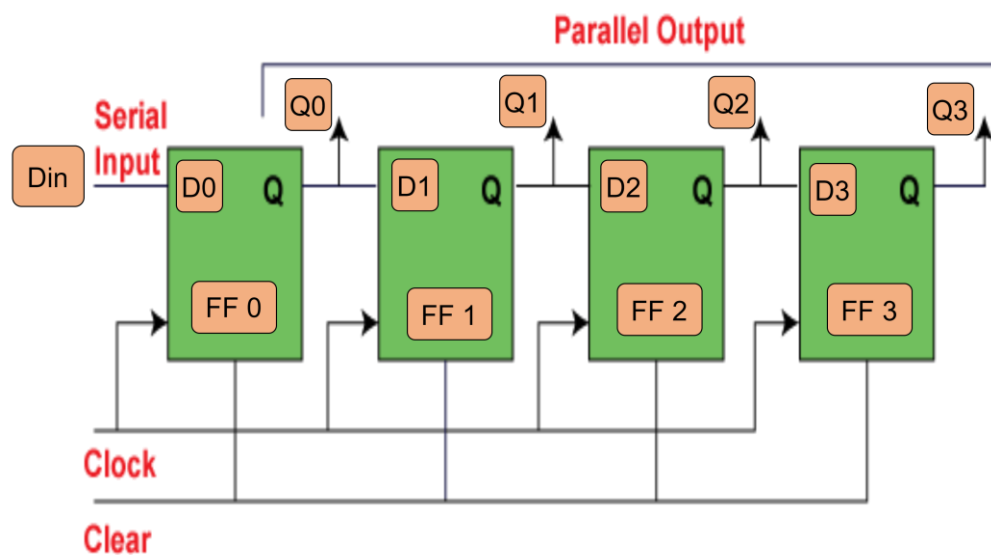 Parallel Output
Q0
Q1
Q2
Q3
Serial
Input
Din
D0
Q
D1
Q
D2
Q
D3
Q
FF 0
FF 1
FF 2
FF 3
Clock
Clear